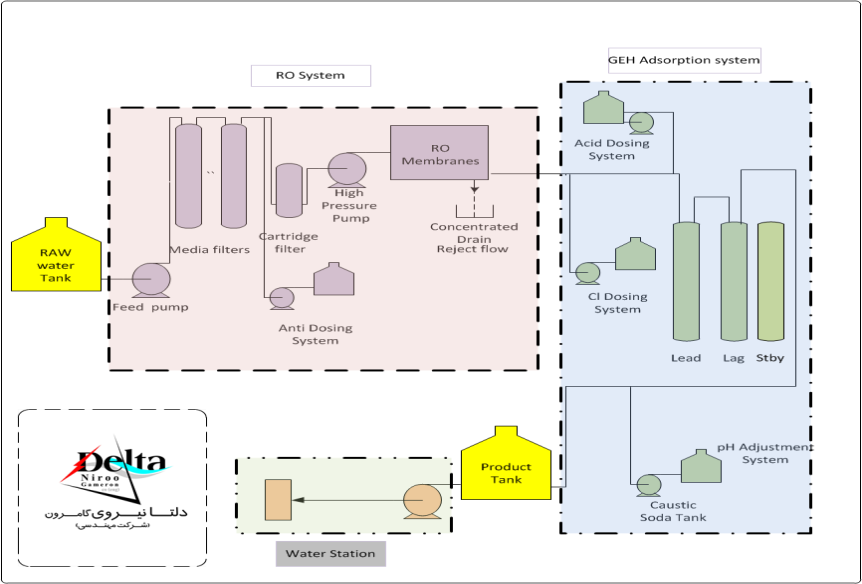 GEH Adsorption system
RO System
Acid Dosing
System
RO
Membranes
High
Pressure
Pump
Concentrated
Drain
Reject flow
Media filters
Cartridge
filter
RAW
water
Tank
Feed pump
Anti Dosing
System
Cl Dosing
System
Lead
Lag
Stby
Delta
Niroo
Gameron
دلتا نیروی گامرون
(شرکت مهندسی)
Product
Tank
pH Adjustment
System
Caustic
Soda Tank
Water Station